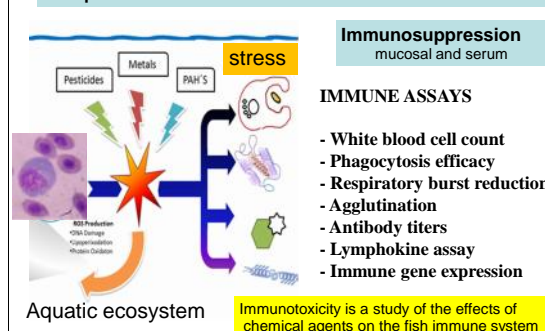 stress
Immunosuppression
mucosal and serum
Metals
Pesticides
PAH´S
IMMUNE ASSAYS
- White blood cell count
- Phagocytosis efficacy
- Respiratory burst reduction
- Agglutination
- Antibody titers
- Lymphokine assay
- Immune gene expression
ROS Production
•DNA Damage
•Lipoperoxidation
•Protein Oxidation
Aquatic ecosystem
Immunotoxicity is a study of the effects of
chemical agents on the fish immune system